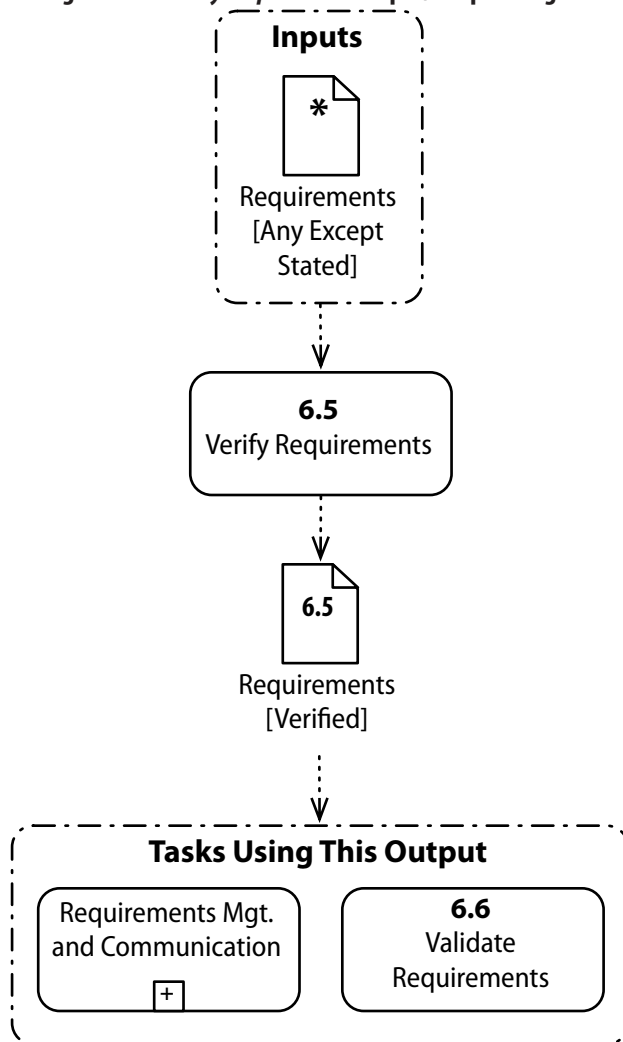 Inputs
*
Requirements
[Any Except
Stated]
6.5
Verify Requirements
6.5
Requirements
[Verified]
Tasks Using This Output
Requirements Mgt.
and Communication
+
6.6
Validate
Requirements